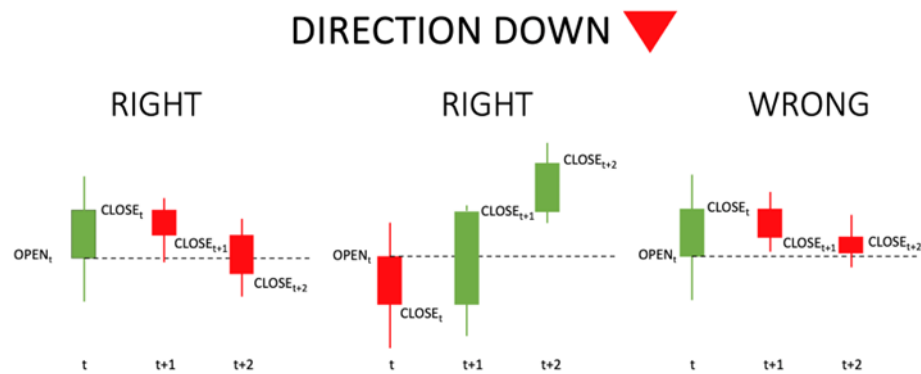 DIRECTION DOWN
RIGHT
CLOSEₜ
CLOSEₜ₊₁
OPENₜ
CLOSEₜ₊₂
t
t+1
t+2
RIGHT
CLOSEₜ₊₂
CLOSEₜ₊₁
OPENₜ
CLOSEₜ
t
t+1
t+2
WRONG
CLOSEₜ
CLOSEₜ₊₁
CLOSEₜ₊₂
OPENₜ
t
t+1
t+2